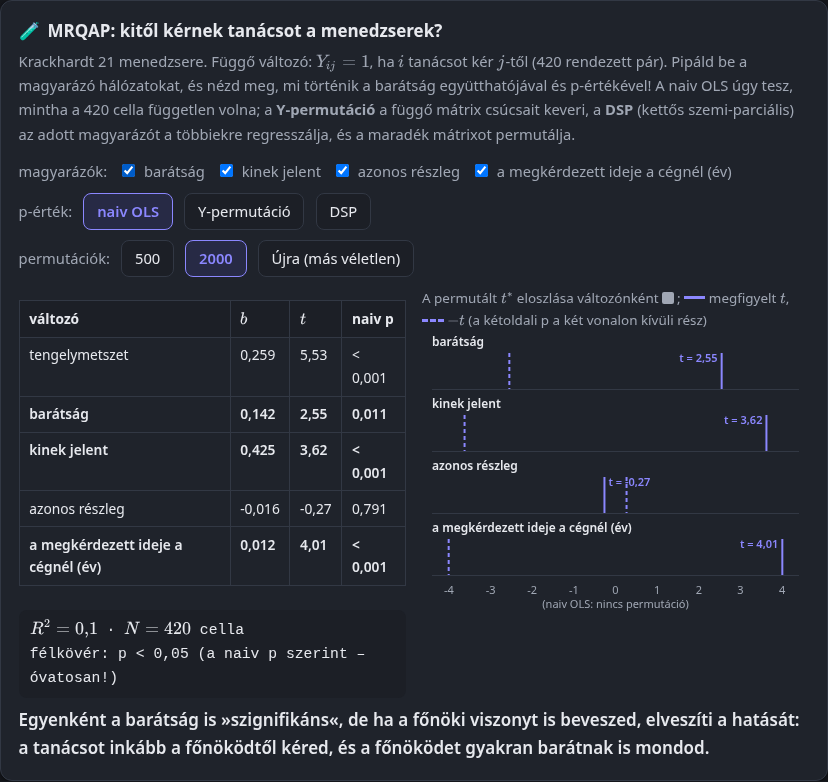 🧪 MRQAP: kitől kérnek tanácsot a menedzserek?
Krackhardt 21 menedzsere. Függő változó: Y_{ij} = 1, ha i tanácsot kér j-től (420 rendezett pár). Pipáld be a
magyarázó hálózatokat, és nézd meg, mi történik a barátság együtthatójával és p-értékével! A naiv OLS úgy tesz,
mintha a 420 cella független volna; a Y-permutáció a függő mátrix csúcsait keveri, a DSP (kettős szemi-parciális)
az adott magyarázót a többiekre regresszálja, és a maradék mátrixot permutálja.
magyarázók: barátság kinek jelent azonos részleg a megkérdezett ideje a cégnél (év)
p-érték: naiv OLS Y-permutáció DSP
permutációk: 500 2000 Újra (más véletlen)
változó b t naiv p
tengelymetszet 0,259 5,53 <
0,001
barátság 0,142 2,55 0,011
kinek jelent 0,425 3,62 <
0,001
azonos részleg -0,016 -0,27 0,791
a megkérdezett ideje a 0,012 4,01 <
cégnél (év) 0,001
R² = 0,1 · N = 420 cella
félkövér: p < 0,05 (a naiv p szerint –
óvatosan!)
A permutált t* eloszlása változónként ; megfigyelt t,
−t (a kétoldali p a két vonalon kívüli rész)
barátság
t = 2,55
kinek jelent
t = 3,62
azonos részleg
t = -0,27
a megkérdezett ideje a cégnél (év)
t = 4,01
-4 -3 -2 -1 0 1 2 3 4
(naiv OLS: nincs permutáció)
Egyenként a barátság is »szignifikáns«, de ha a főnöki viszonyt is beveszed, elveszíti a hatását:
a tanácsot inkább a főnöködtől kéred, és a főnöködet gyakran barátnak is mondod.